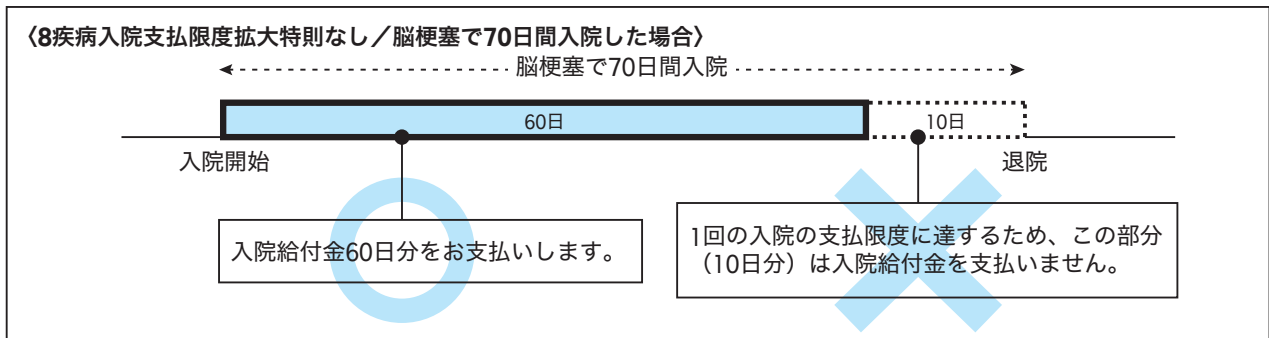 〈8疾病入院支払限度拡大特則なし／脳梗塞で70日間入院した場合〉
脳梗塞で70日間入院
60日
10日
入院開始
退院
入院給付金60日分をお支払いします。
1回の入院の支払限度に達するため、この部分
（10日分）は入院給付金を支払いません。